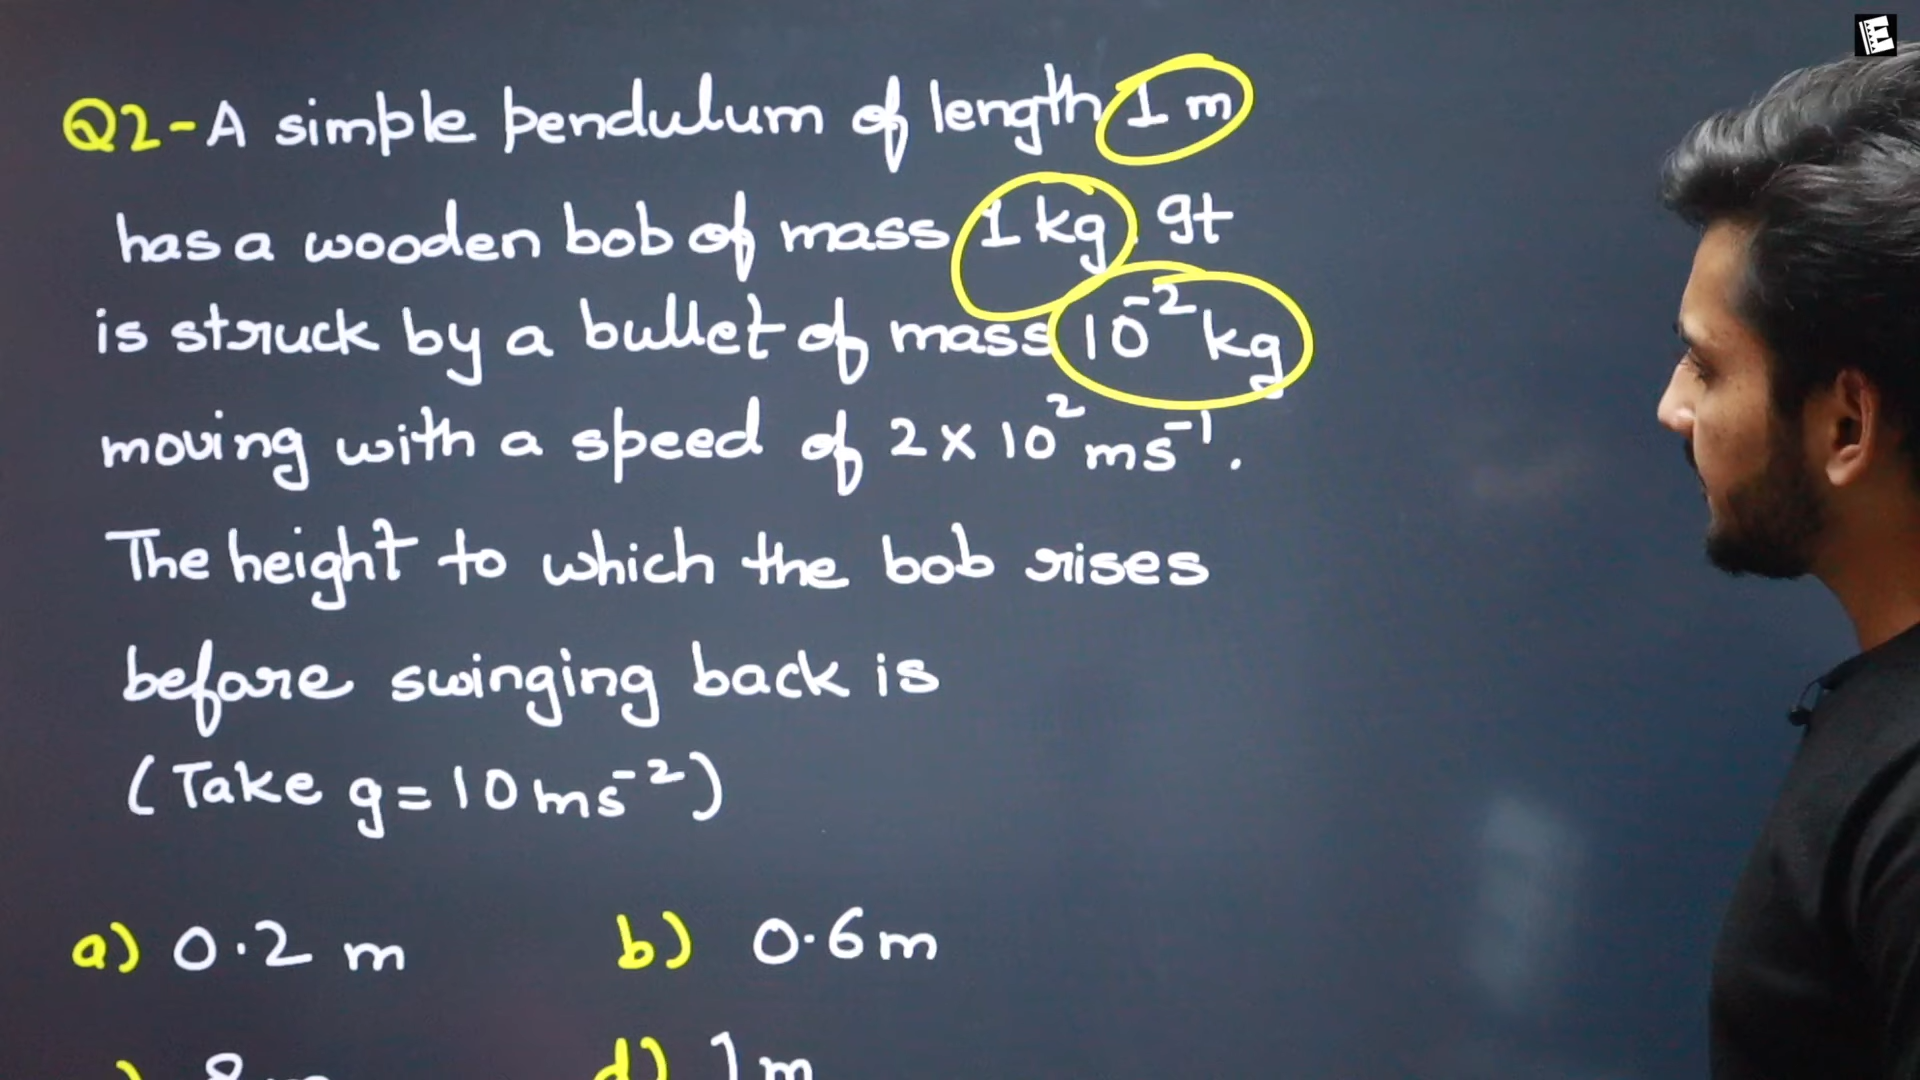 Q2- A simple pendulum of length 1 m
has a wooden bob of mass 1 kg. It
is struck by a bullet of mass 10⁻² kg
moving with a speed of 2 × 10² ms⁻¹.
The height to which the bob rises
before swinging back is
(Take g = 10 ms⁻²)
a) 0.2 m b) 0.6 m
d) 1 m